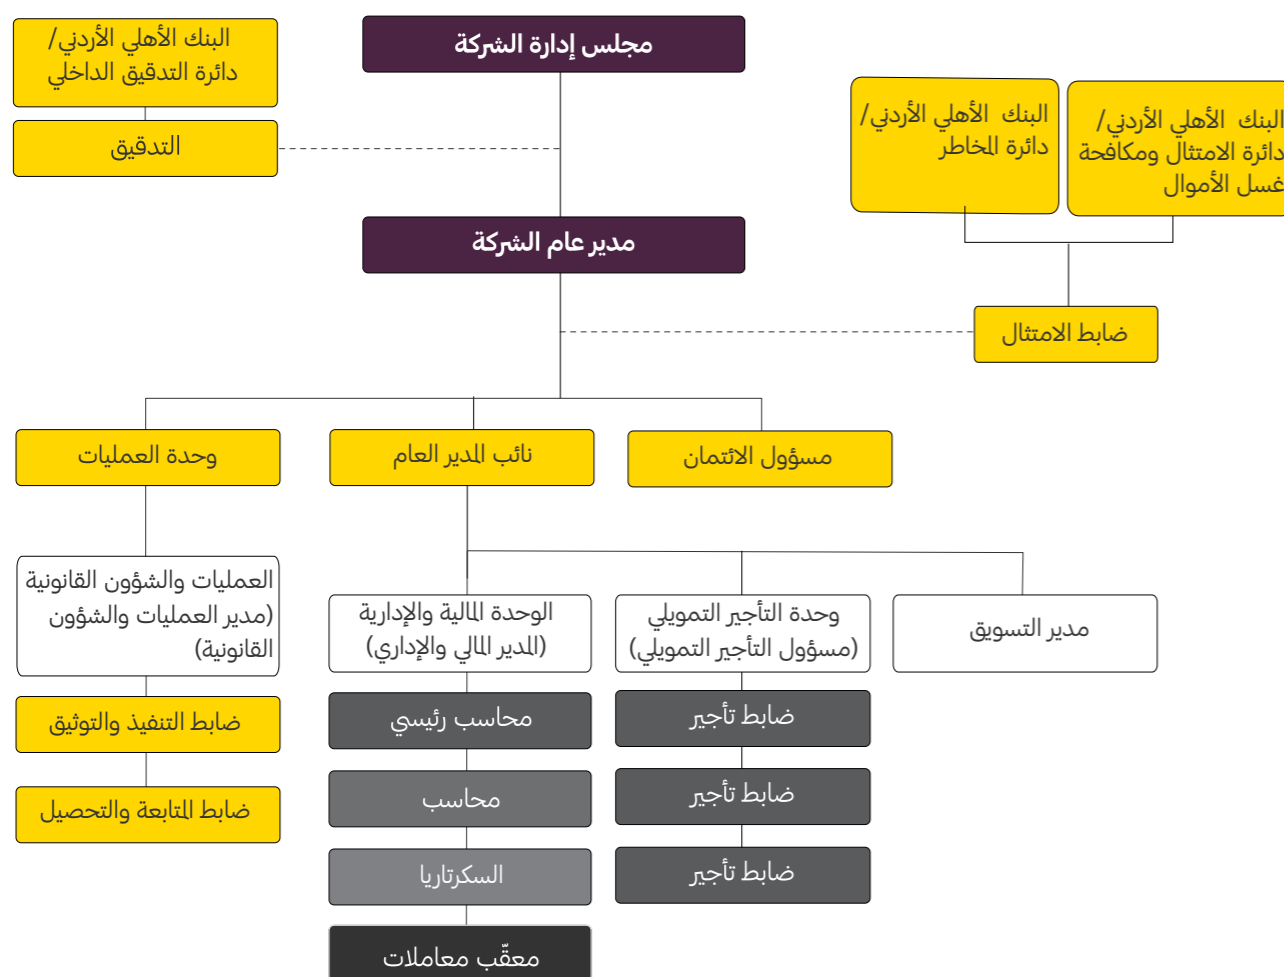 مجلس إدارة الشركة
البنك الأهلي الأردني/
دائرة التدقيق الداخلي
التدقيق
البنك الأهلي الأردني/
دائرة الامتثال ومكافحة
غسل الأموال
البنك الأهلي الأردني/
دائرة المخاطر
مدير عام الشركة
ضابط الامتثال
مسؤول الائتمان
نائب المدير العام
وحدة العمليات
مدير التسويق
وحدة التأجير التمويلي
(مسؤول التأجير التمويلي)
ضابط تأجير
ضابط تأجير
ضابط تأجير
الوحدة المالية والإدارية
(المدير المالي والإداري)
محاسب رئيسي
محاسب
السكرتاريا
معقّب معاملات
العمليات والشؤون القانونية
(مدير العمليات والشؤون
القانونية)
ضابط التنفيذ والتوثيق
ضابط المتابعة والتحصيل